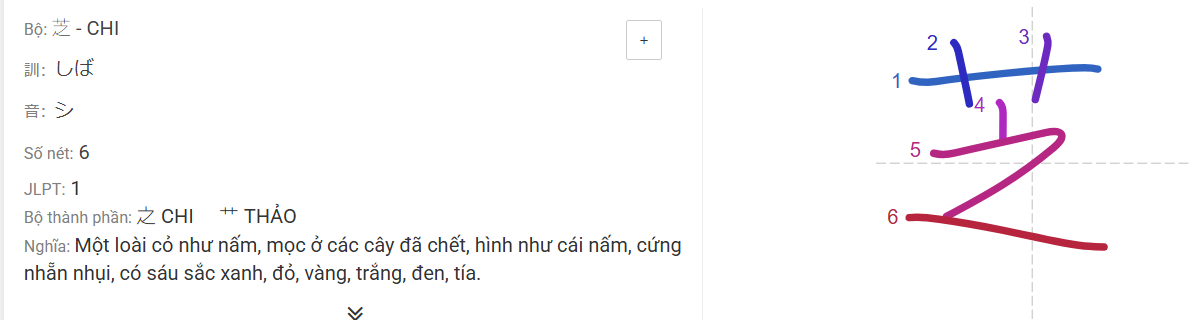 Bộ: 芝 - CHI
+
訓: しば
音: シ
Số nét: 6
JLPT: 1
Bộ thành phần: 之 CHI 艹 THẢO
Nghĩa: Một loài cỏ như nấm, mọc ở các cây đã chết, hình như cái nấm, cứng
nhẵn nhụi, có sáu sắc xanh, đỏ, vàng, trắng, đen, tía.
芝
1
2
3
4
5
6